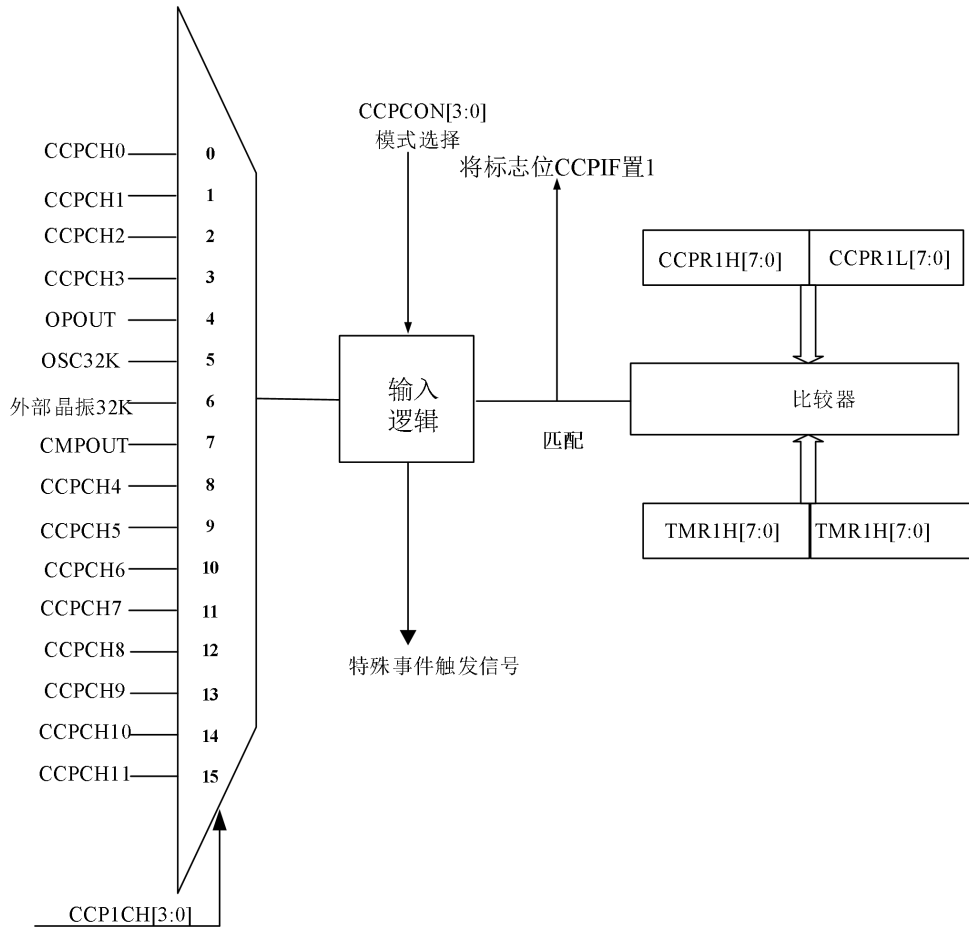 CCPCON[3:0]
模式选择
将标志位CCPIF置1
CCPCH0 0
CCPCH1 1
CCPCH2 2
CCPCH3 3
OPOUT 4
OSC32K 5
外部晶振32K 6
CMPOUT 7
CCPCH4 8
CCPCH5 9
CCPCH6 10
CCPCH7 11
CCPCH8 12
CCPCH9 13
CCPCH10 14
CCPCH11 15
CCP1CH[3:0]
输入
逻辑
特殊事件触发信号
匹配
CCPR1H[7:0] CCPR1L[7:0]
比较器
TMR1H[7:0] TMR1H[7:0]